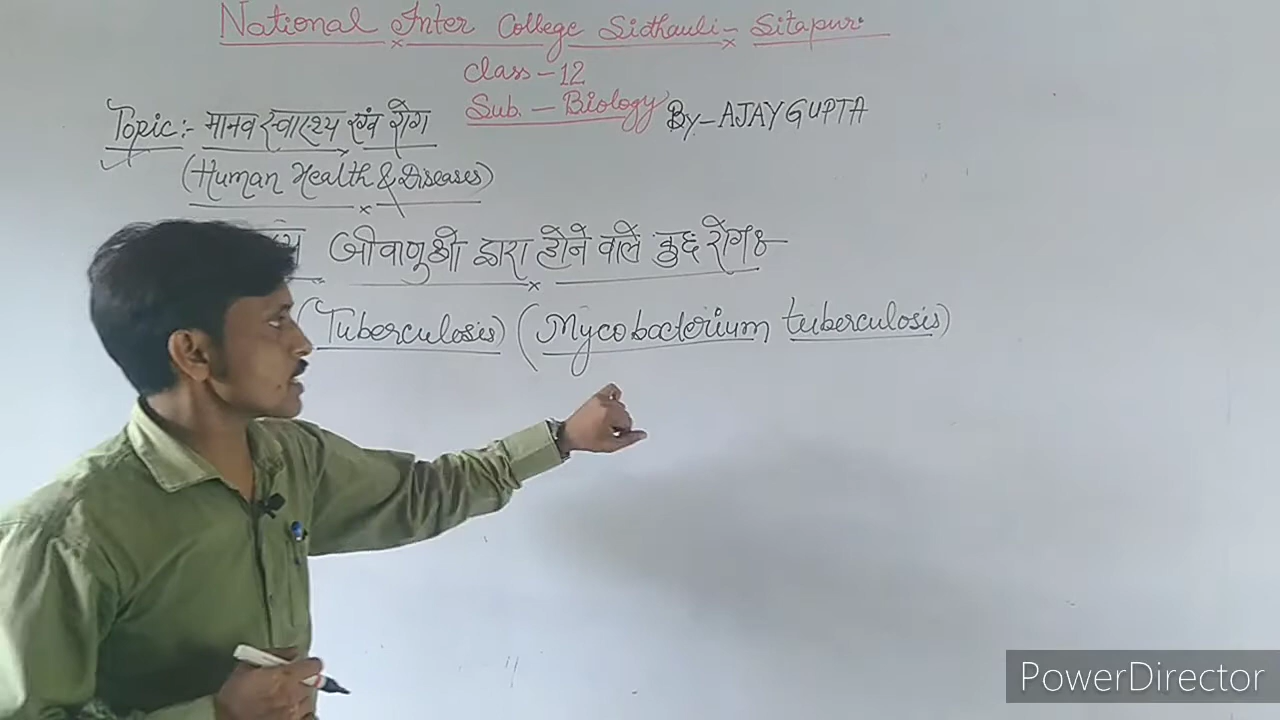 National Inter College Sidhauli - Sitapur
Class - 12
Sub. - Biology
By - AJAY GUPTA
Topic:- मानव स्वास्थ्य एवं रोग
(Human Health & Diseases)
जीवाणुओ द्वारा होने वाले कुछ रोग :-
(Tuberculosis) (Mycobacterium tuberculosis)
PowerDirector